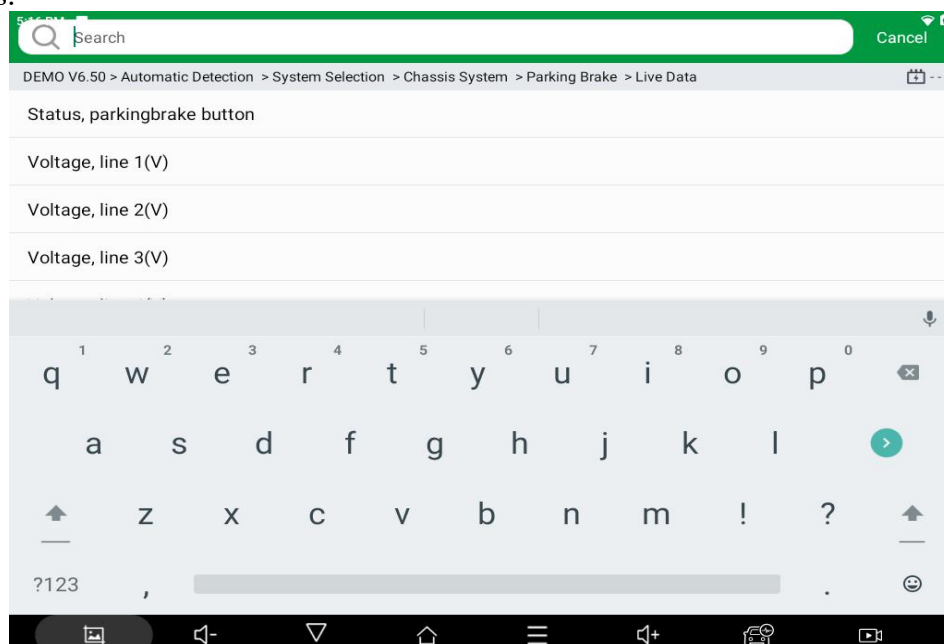 s.
Search
Cancel
DEMO V6.50 > Automatic Detection > System Selection > Chassis System > Parking Brake > Live Data
--
Status, parkingbrake button
Voltage, line 1(V)
Voltage, line 2(V)
Voltage, line 3(V)
1 2 3 4 5 6 7 8 9 0
q w e r t y u i o p
a s d f g h j k l
z x c v b n m ! ?
?123 , .